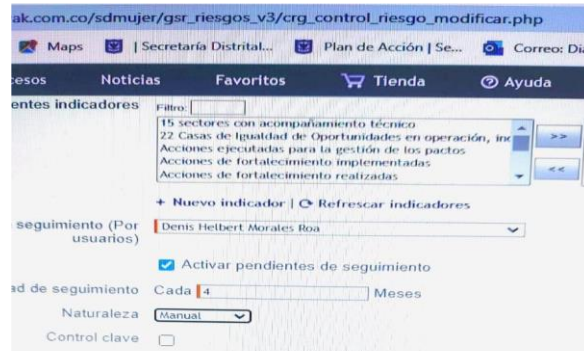 ak.com.co/sdmujer/gsr_riesgos_v3/crg_control_riesgo_modificar.php
Maps | Secretaría Distrital... Plan de Acción | Se... Correo: Di
cesos Noticias Favoritos Tienda Ayuda
entes indicadores Filtro:
15 sectores con acompañamiento técnico
22 Casas de Igualdad de Oportunidades en operación, in
Acciones ejecutadas para la gestión de los pactos
Acciones de fortalecimiento implementadas
Acciones de fortalecimiento realizadas
>>
<<
+ Nuevo indicador | Refrescar indicadores
seguimiento (Por usuarios) Denis Helbert Morales Roa
Activar pendientes de seguimiento
ad de seguimiento Cada 4 Meses
Naturaleza Manual
Control clave